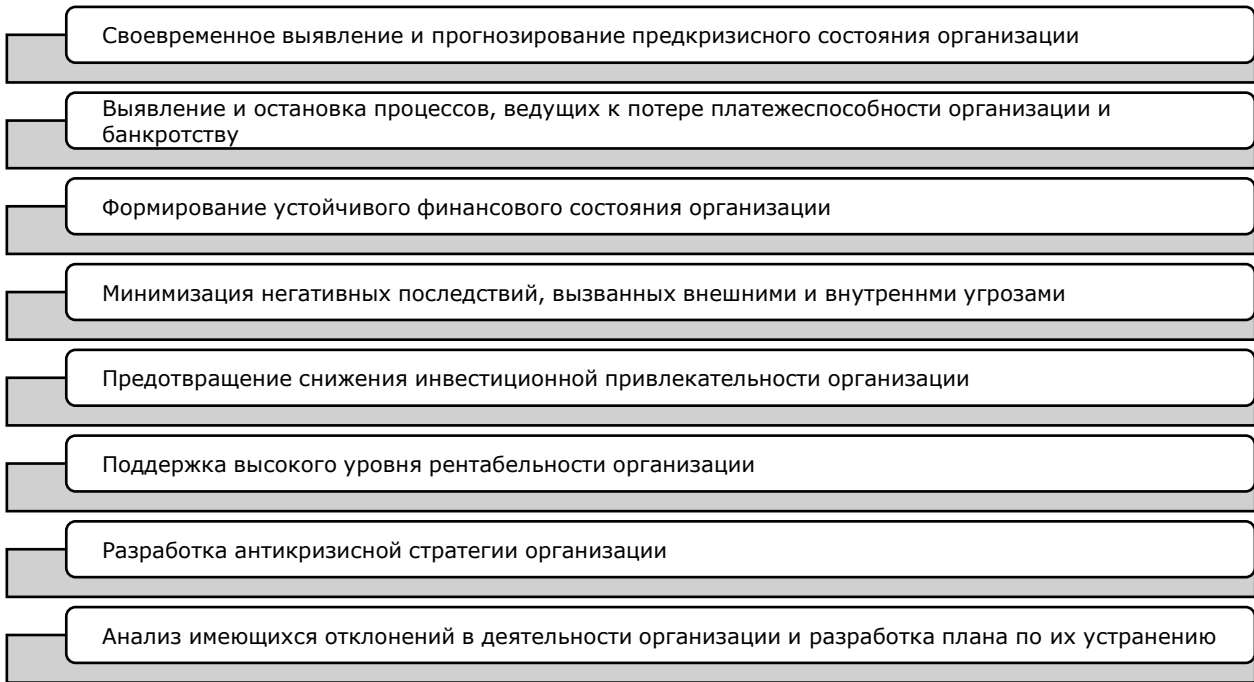 Своевременное выявление и прогнозирование предкризисного состояния организации
Выявление и остановка процессов, ведущих к потере платежеспособности организации и
банкротству
Формирование устойчивого финансового состояния организации
Минимизация негативных последствий, вызванных внешними и внутреннми угрозами
Предотвращение снижения инвестиционной привлекательности организации
Поддержка высокого уровня рентабельности организации
Разработка антикризисной стратегии организации
Анализ имеющихся отклонений в деятельности организации и разработка плана по их устранению